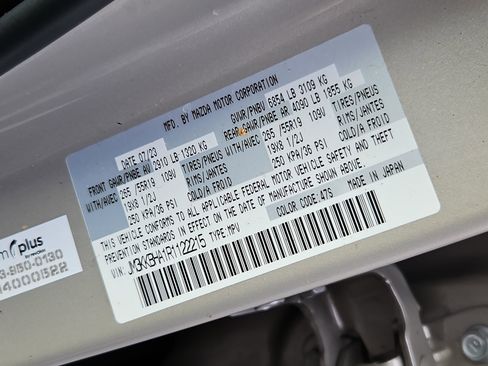 MFD. BY MAZDA MOTOR CORPORATION
DATE 07/23 GVWR/PNBV 6854 LB 3109 KG
FRONT GAWR/PNBE AV 2910 LB 1320 KG REAR/GAWR/PNBE AR 4090 LB 1855 KG
WITH/AVEC 265 /55R19 109V TIRES/PNEUS WITH/AVEC 265 /55R19 109V TIRES/PNEUS
19X8 1/2J RIMS/JANTES 19X8 1/2J RIMS/JANTES
250 KPA/36 PSI COLD/A FROID 250 KPA/36 PSI COLD/A FROID
THIS VEHICLE CONFORMS TO ALL APPLICABLE FEDERAL MOTOR VEHICLE SAFETY AND THEFT
PREVENTION STANDARDS IN EFFECT ON THE DATE OF MANUFACTURE SHOWN ABOVE.
TYPE MPV COLOR CODE:47S MADE IN JAPAN
plus
3-950-0130